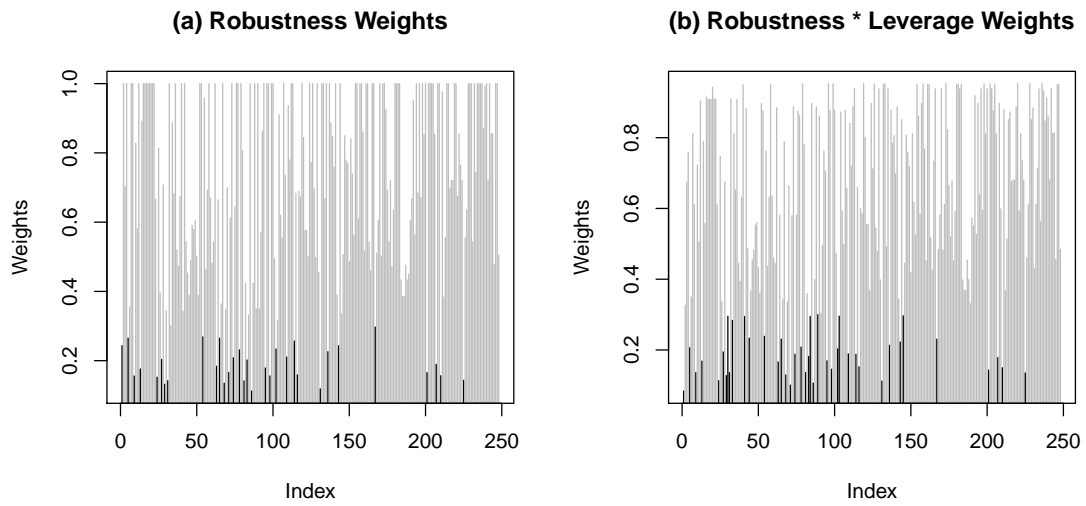 (a) Robustness Weights
Weights
0.2 0.4 0.6 0.8 1.0
0 50 100 150 200 250
Index
(b) Robustness * Leverage Weights
Weights
0.2 0.4 0.6 0.8
0 50 100 150 200 250
Index